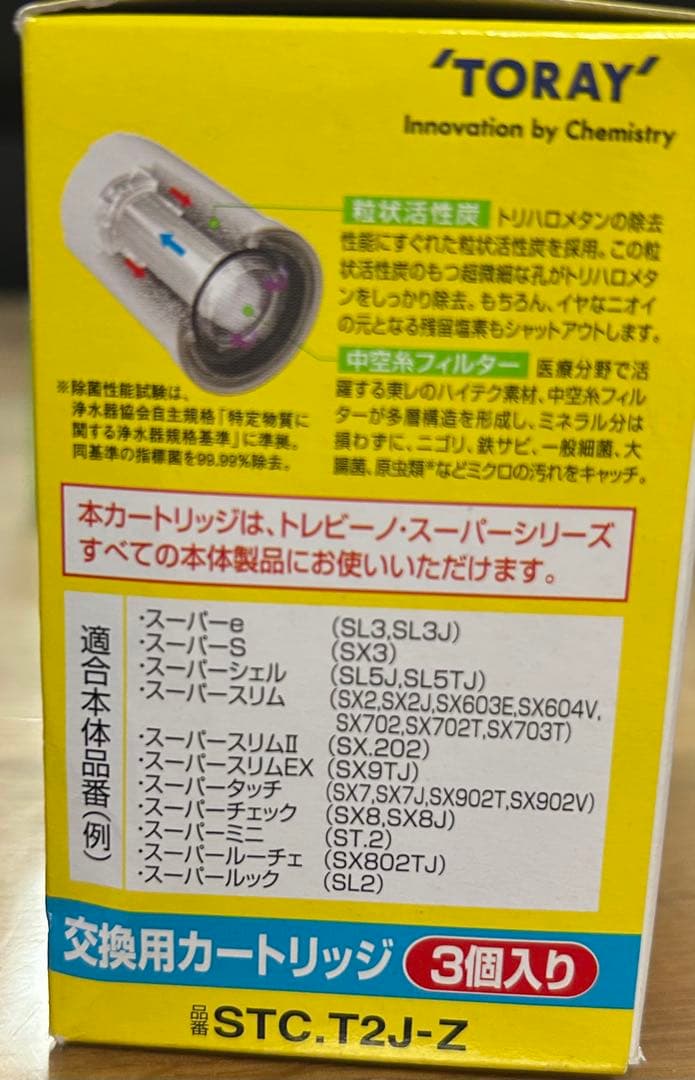 'TORAY'
Innovation by Chemistry
粒状活性炭 トリハロメタンの除去
性能にすぐれた粒状活性炭を採用。この粒
状活性炭のもつ超微細な孔がトリハロメタ
ンをしっかり除去。もちろん、イヤなニオイ
の元となる残留塩素もシャットアウトします。
中空糸フィルター 医療分野で活
躍する東レのハイテク素材、中空糸フィル
ターが多層構造を形成し、ミネラル分は
損わずに、ニゴリ、鉄サビ、一般細菌、大
腸菌、原虫類※などミクロの汚れをキャッチ。
※除菌性能試験は、
浄水器協会自主規格「特定物質に
関する浄水器規格基準」に準拠。
同基準の指標菌を99.99%除去。
本カートリッジは、トレビーノ・スーパーシリーズ
すべての本体製品にお使いいただけます。
適合本体品番(例)
・スーパーe (SL3,SL3J)
・スーパーS (SX3)
・スーパーシェル (SL5J,SL5TJ)
・スーパースリム (SX2,SX2J,SX603E,SX604V,
SX702,SX702T,SX703T)
・スーパースリムⅡ (SX.202)
・スーパースリムEX (SX9TJ)
・スーパータッチ (SX7,SX7J,SX902T,SX902V)
・スーパーチェック (SX8,SX8J)
・スーパーミニ (ST.2)
・スーパールーチェ (SX802TJ)
・スーパールック (SL2)
交換用カートリッジ 3個入り
品番 STC.T2J-Z